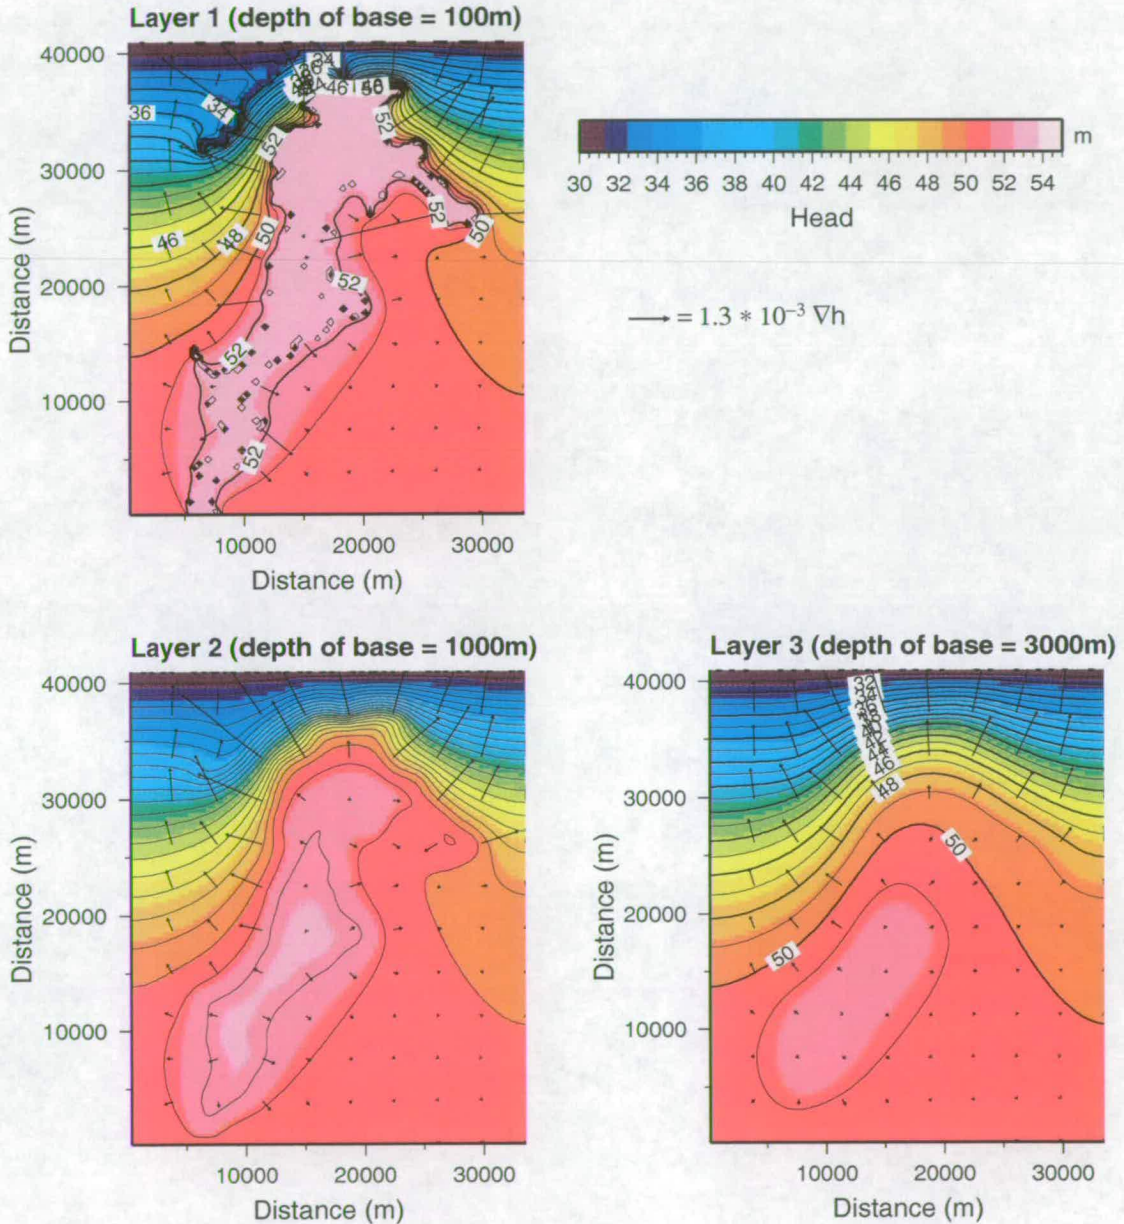 Layer 1 (depth of base = 100m)
40000
30000
20000
10000
Distance (m)
10000 20000 30000
Distance (m)
36
34
34
46
50
52
52
52
50
46
48
50
52
52
52
30 32 34 36 38 40 42 44 46 48 50 52 54
m
Head
= 1.3 * 10⁻³ ∇h
Layer 2 (depth of base = 1000m)
40000
30000
20000
10000
Distance (m)
10000 20000 30000
Distance (m)
Layer 3 (depth of base = 3000m)
40000
30000
20000
10000
Distance (m)
10000 20000 30000
Distance (m)
32
44
46
48
50
50